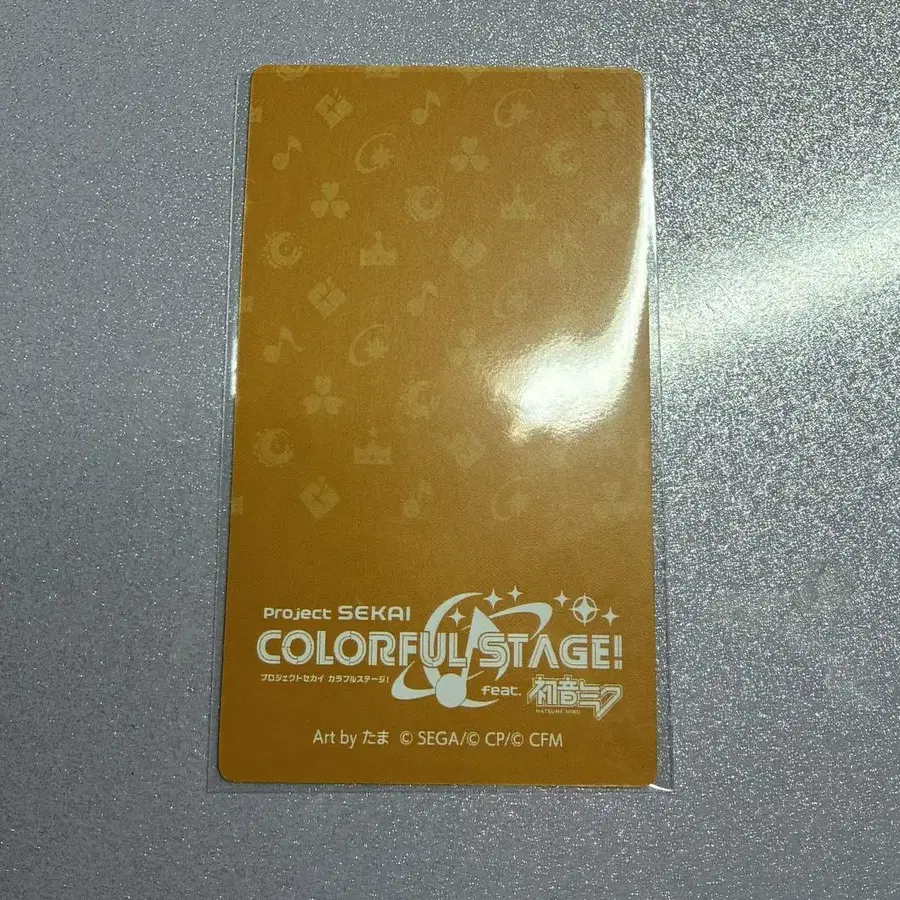 Project SEKAI
COLORFUL STAGE!
プロジェクトセカイ カラフルステージ!
feat. 初音ミク
HATSUNE MIKU
Art by たま © SEGA/© CP/© CFM